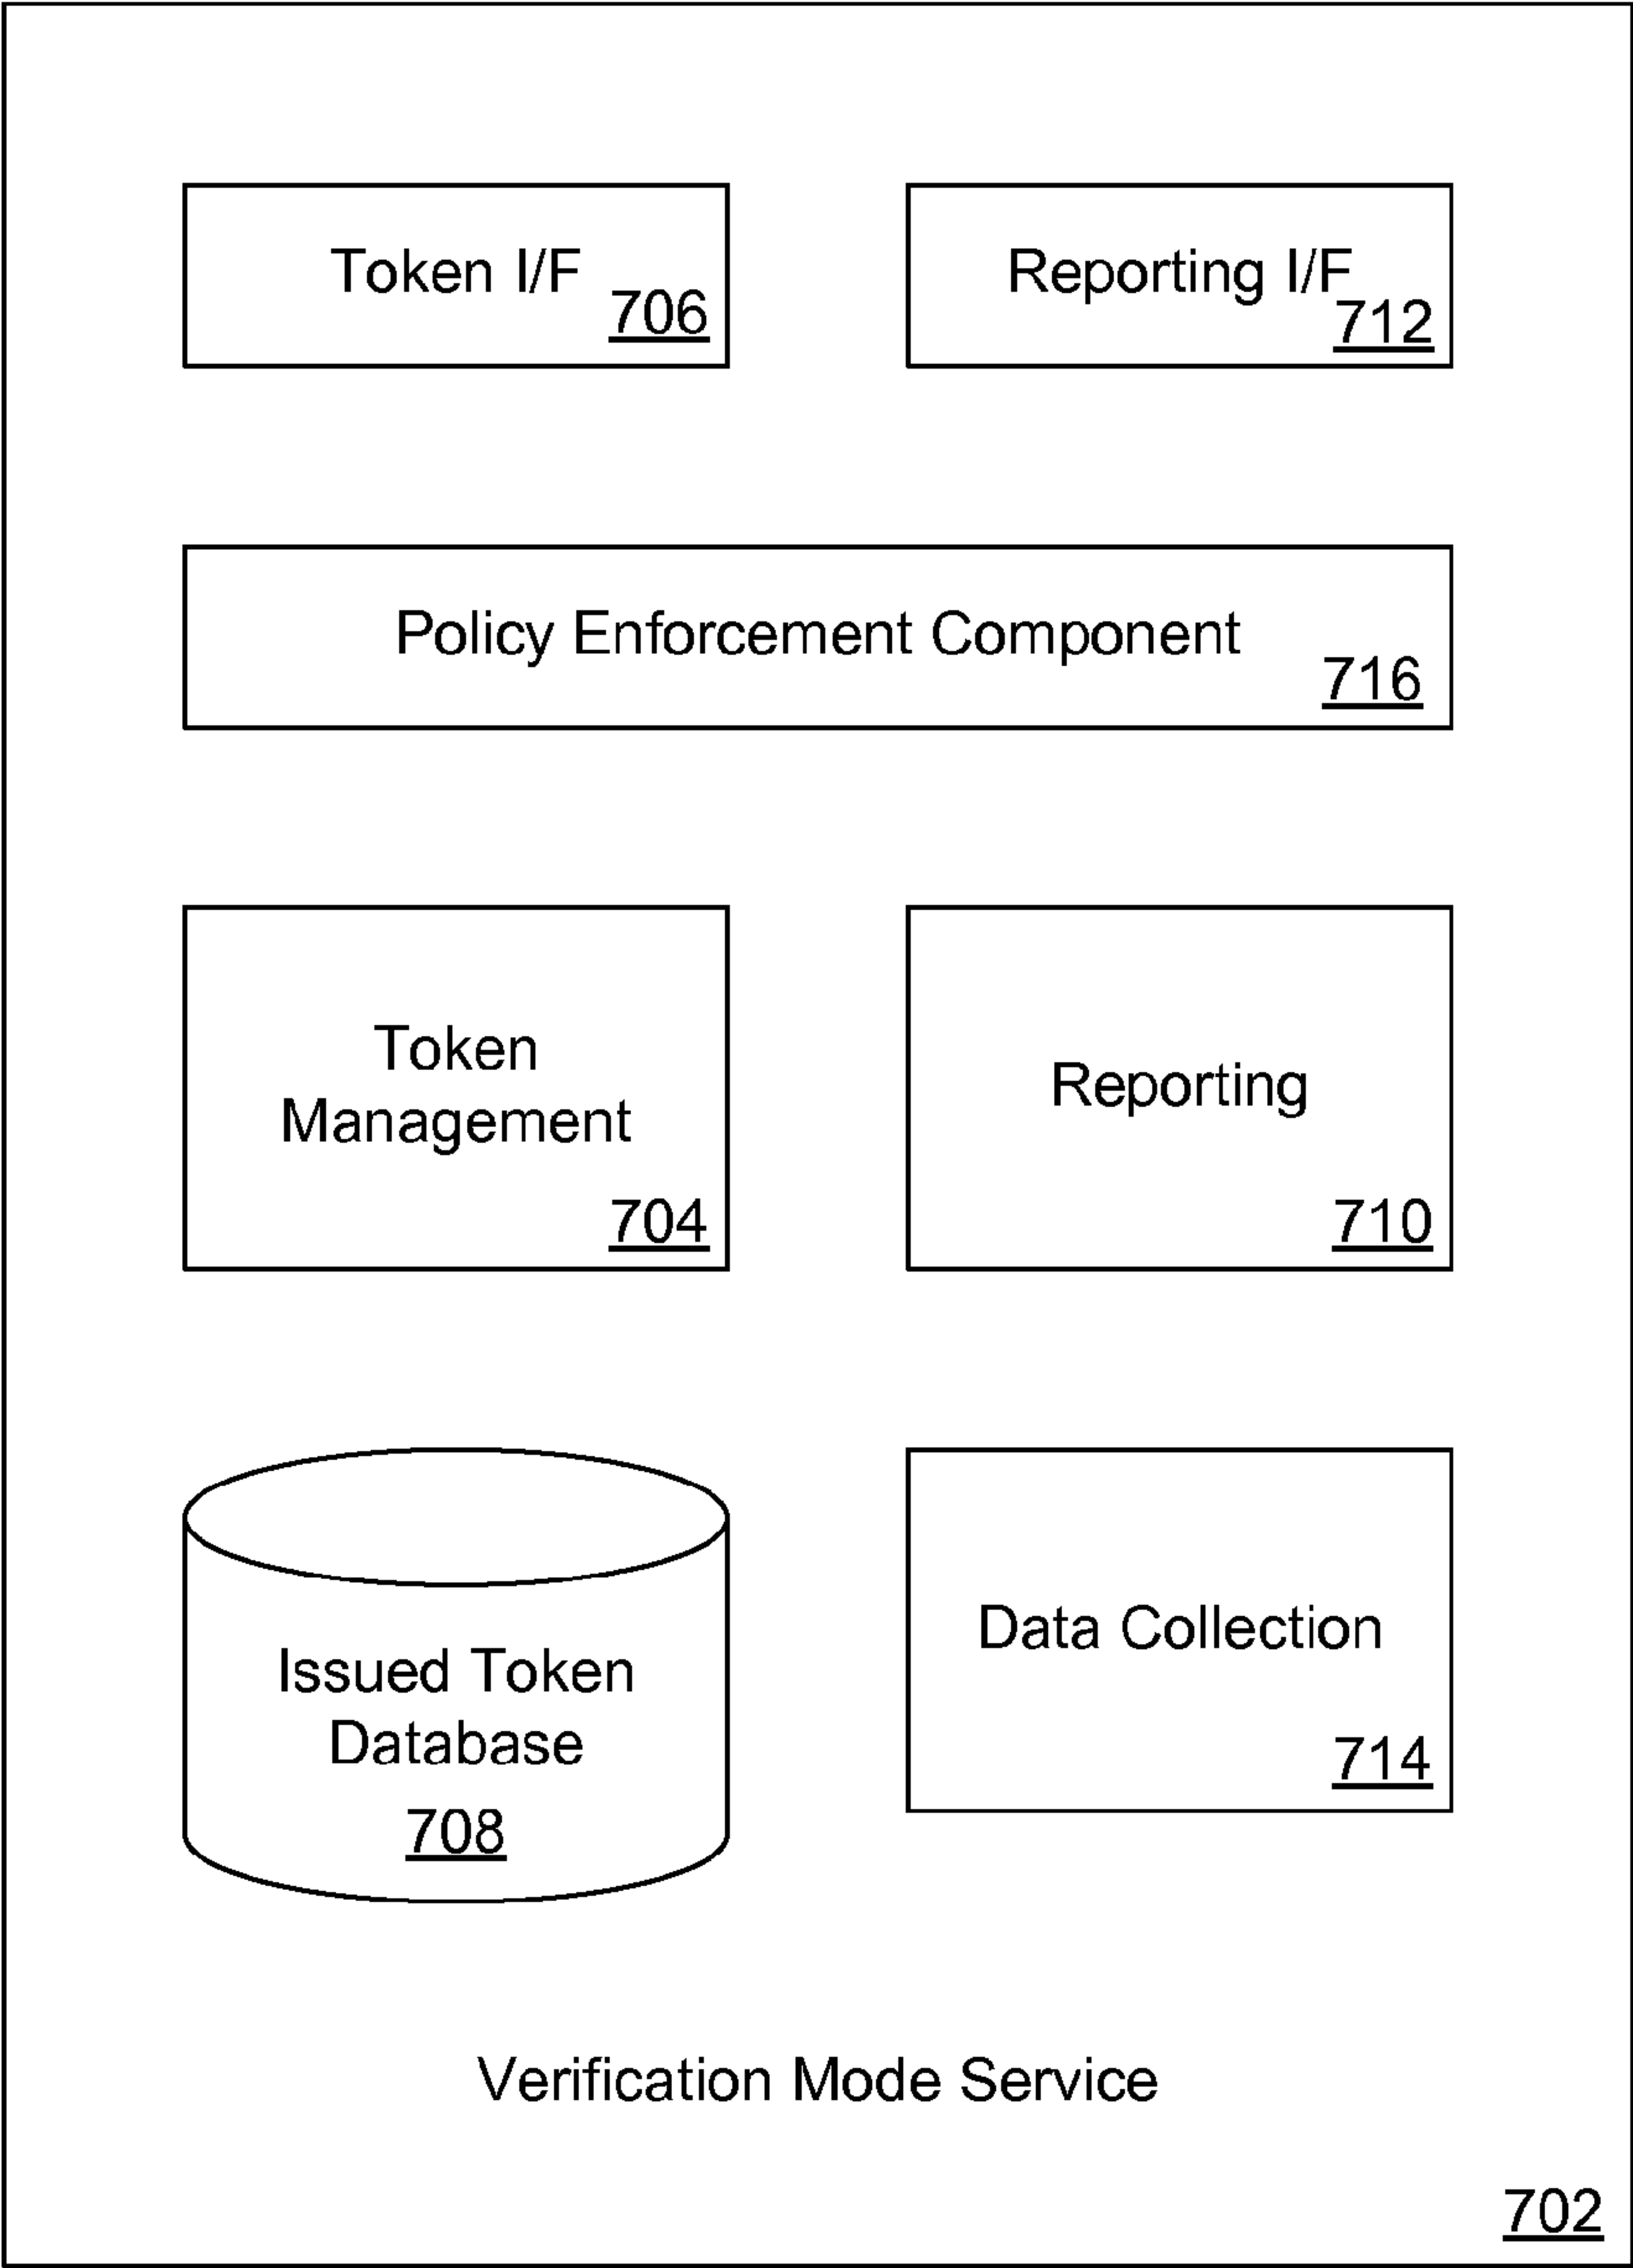 Token I/F
706
Reporting I/F
712
Policy Enforcement Component
716
Token
Management
704
Reporting
710
Issued Token
Database
708
Data Collection
714
Verification Mode Service
702